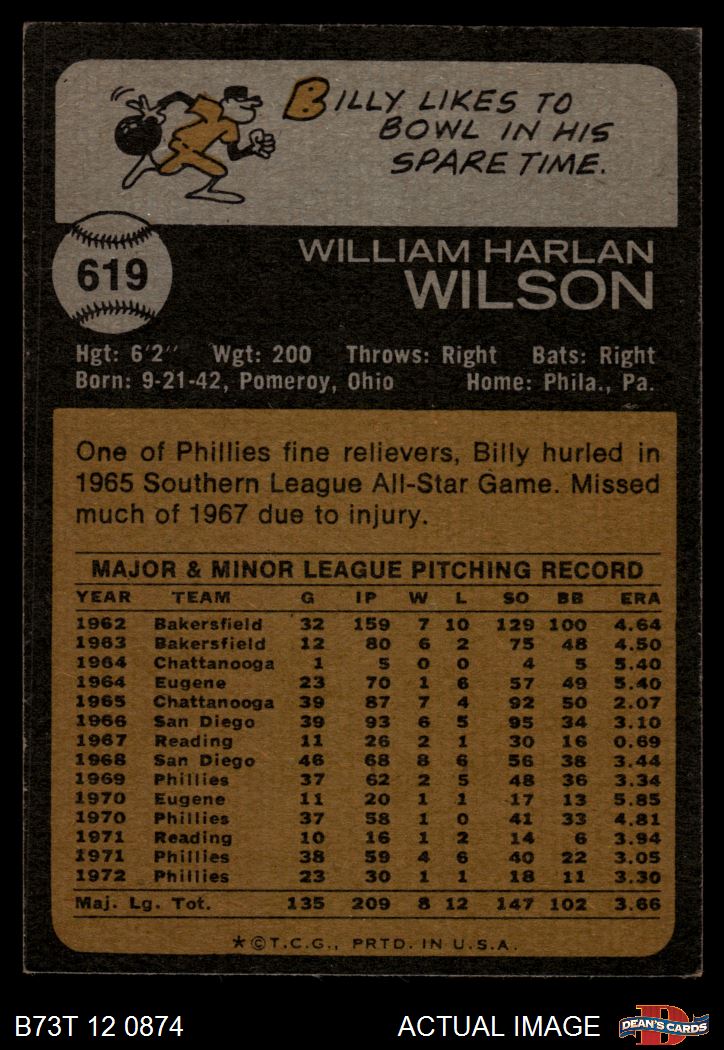 BILLY LIKES TO
BOWL IN HIS
SPARE TIME.
619
WILLIAM HARLAN
WILSON
Hgt: 6'2" Wgt: 200 Throws: Right Bats: Right
Born: 9-21-42, Pomeroy, Ohio Home: Phila., Pa.
One of Phillies fine relievers, Billy hurled in
1965 Southern League All-Star Game. Missed
much of 1967 due to injury.
MAJOR & MINOR LEAGUE PITCHING RECORD
YEAR TEAM G IP W L SO BB ERA
1962 Bakersfield 32 159 7 10 129 100 4.64
1963 Bakersfield 12 80 6 2 75 48 4.50
1964 Chattanooga 1 5 0 0 4 5 5.40
1964 Eugene 23 70 1 6 57 49 5.40
1965 Chattanooga 39 87 7 4 92 50 2.07
1966 San Diego 39 93 6 5 95 34 3.10
1967 Reading 11 26 2 1 30 16 0.69
1968 San Diego 46 68 8 6 56 38 3.44
1969 Phillies 37 62 2 5 48 36 3.34
1970 Eugene 11 20 1 1 17 13 5.85
1970 Phillies 37 58 1 0 41 33 4.81
1971 Reading 10 16 1 2 14 6 3.94
1971 Phillies 38 59 4 6 40 22 3.05
1972 Phillies 23 30 1 1 18 11 3.30
Maj. Lg. Tot. 135 209 8 12 147 102 3.66
★©T.C.G., PRTD. IN U.S.A.
B73T 12 0874 ACTUAL IMAGE D DEAN'S CARDS